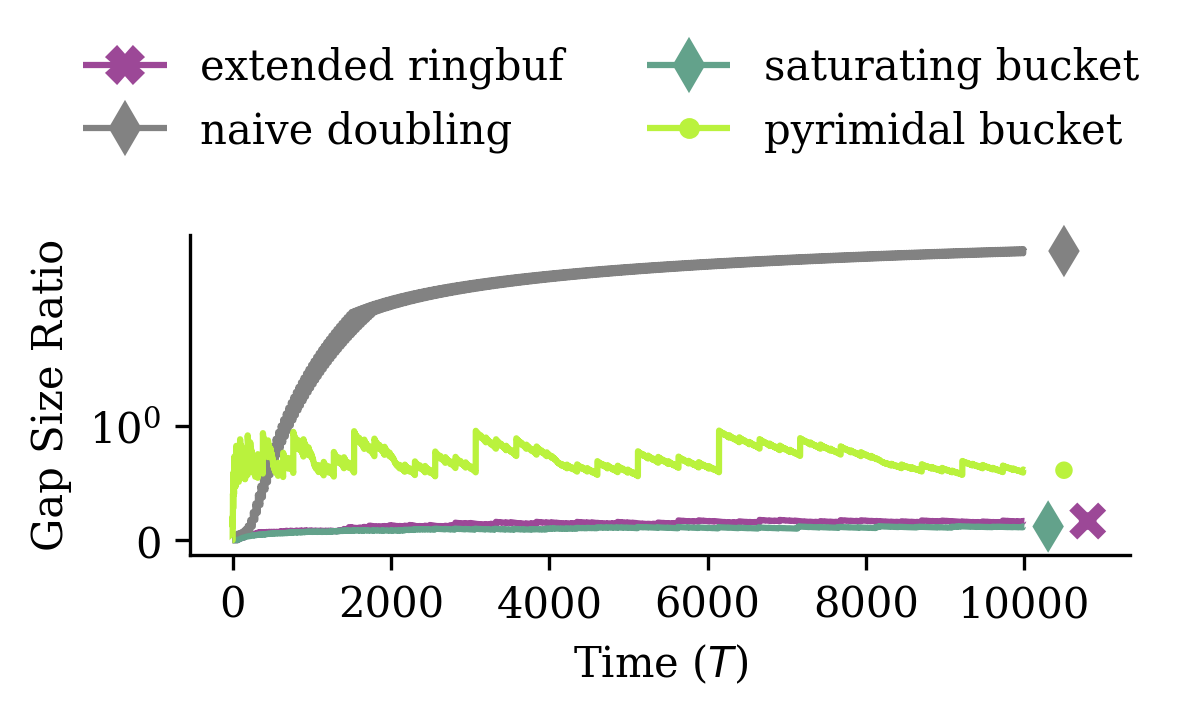 extended ringbuf
naive doubling
saturating bucket
pyrimidal bucket
Gap Size Ratio
10⁰
0
0 2000 4000 6000 8000 10000
Time (T)